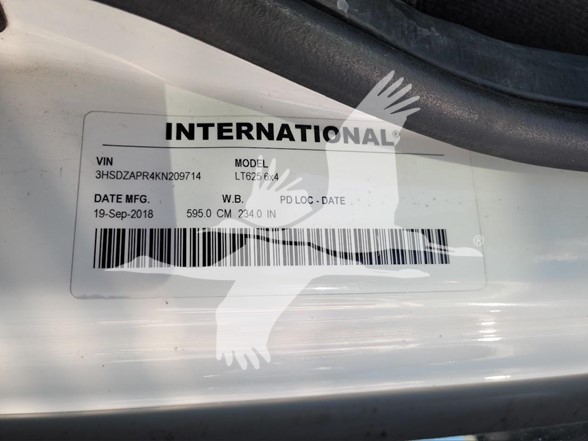 INTERNATIONAL®
VIN MODEL
3HSDZAPR4KN209714 LT625 6x4
DATE MFG. W.B. PD LOC - DATE
19-Sep-2018 595.0 CM 234.0 IN
®